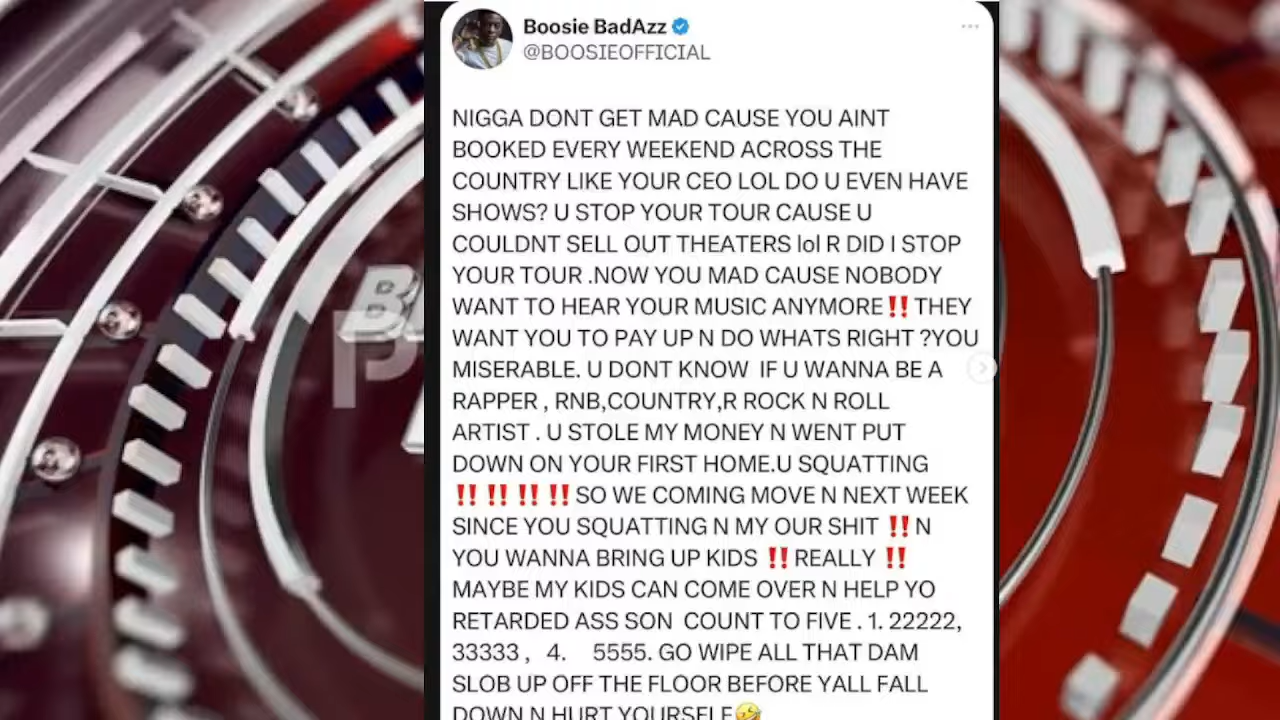 Boosie BadAzz
@BOOSIEOFFICIAL
NIGGA DONT GET MAD CAUSE YOU AINT
BOOKED EVERY WEEKEND ACROSS THE
COUNTRY LIKE YOUR CEO LOL DO U EVEN HAVE
SHOWS? U STOP YOUR TOUR CAUSE U
COULDNT SELL OUT THEATERS lol R DID I STOP
YOUR TOUR .NOW YOU MAD CAUSE NOBODY
WANT TO HEAR YOUR MUSIC ANYMORE‼️THEY
WANT YOU TO PAY UP N DO WHATS RIGHT ?YOU
MISERABLE. U DONT KNOW  IF U WANNA BE A
RAPPER , RNB,COUNTRY,R ROCK N ROLL
ARTIST . U STOLE MY MONEY N WENT PUT
DOWN ON YOUR FIRST HOME.U SQUATTING
‼️‼️‼️‼️SO WE COMING MOVE N NEXT WEEK
SINCE YOU SQUATTING N MY OUR SHIT ‼️N
YOU WANNA BRING UP KIDS ‼️REALLY ‼️
MAYBE MY KIDS CAN COME OVER N HELP YO
RETARDED ASS SON  COUNT TO FIVE . 1. 22222,
33333 ,   4.    5555. GO WIPE ALL THAT DAM
SLOB UP OFF THE FLOOR BEFORE YALL FALL
DOWN N HURT YOURSELF🤣